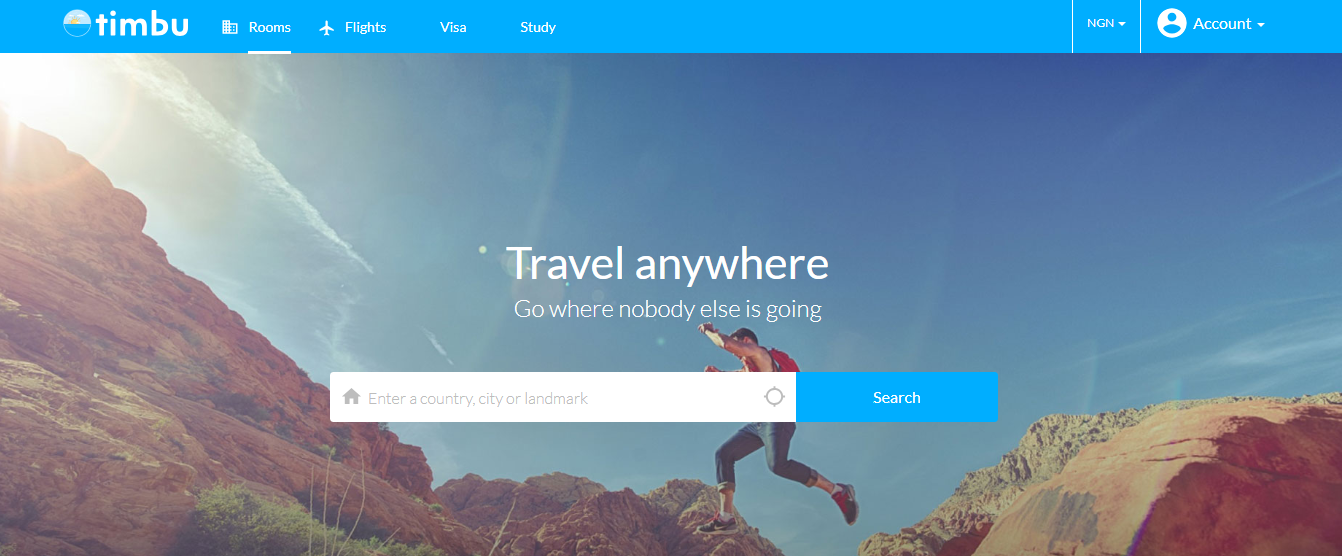 timbu
Rooms
Flights
Visa
Study
NGN
Account
Travel anywhere
Go where nobody else is going
Enter a country, city or landmark
Search